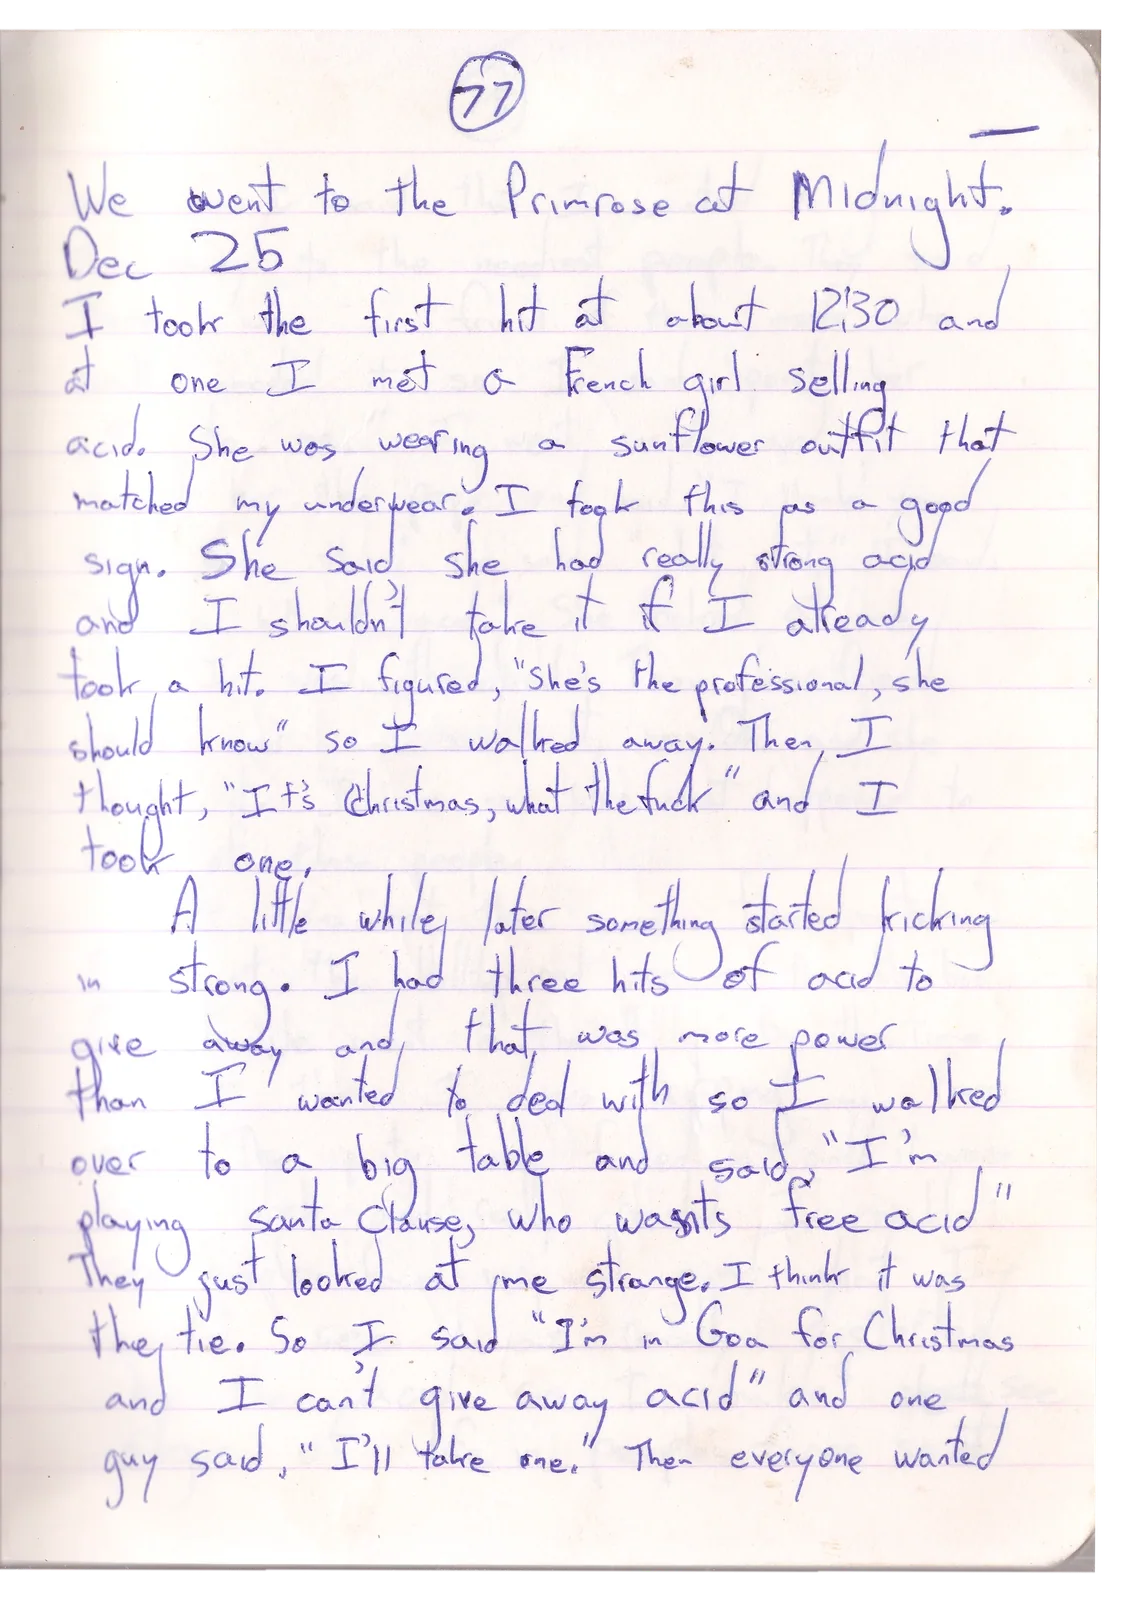 77
We went to the Primrose at Midnight.
Dec 25
I took the first hit at about 12:30 and
at one I met a French girl selling
acid. She was wearing a sunflower outfit that
matched my underwear. I took this as a good
sign. She said she had really strong acid
and I shouldn't take it if I already
took a hit. I figured, "She's the professional, she
should know" so I walked away. Then I
thought, "It's Christmas, what the fuck" and I
took one.
A little while later something started kicking
in strong. I had three hits of acid to
give away and that was more power
than I wanted to deal with so I walked
over to a big table and said, "I'm
playing Santa Clause, who wants free acid"
They just looked at me strange. I think it was
the tie. So I said "I'm in Goa for Christmas
and I can't give away acid" and one
guy said, "I'll take one." Then everyone wanted